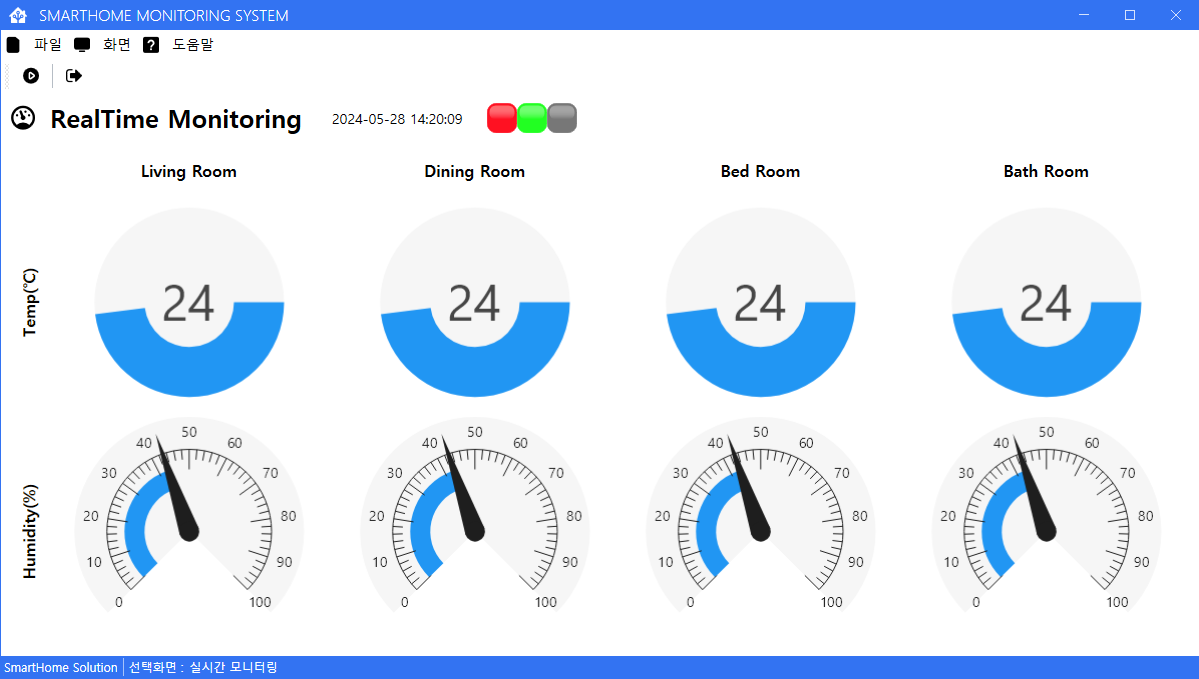 SMARTHOME MONITORING SYSTEM
파일 화면 ? 도움말
RealTime Monitoring 2024-05-28 14:20:09
Living Room Dining Room Bed Room Bath Room
Temp(℃)
24 24 24 24
Humidity(%)
0 10 20 30 40 50 60 70 80 90 100
0 10 20 30 40 50 60 70 80 90 100
0 10 20 30 40 50 60 70 80 90 100
0 10 20 30 40 50 60 70 80 90 100
SmartHome Solution 선택화면 : 실시간 모니터링